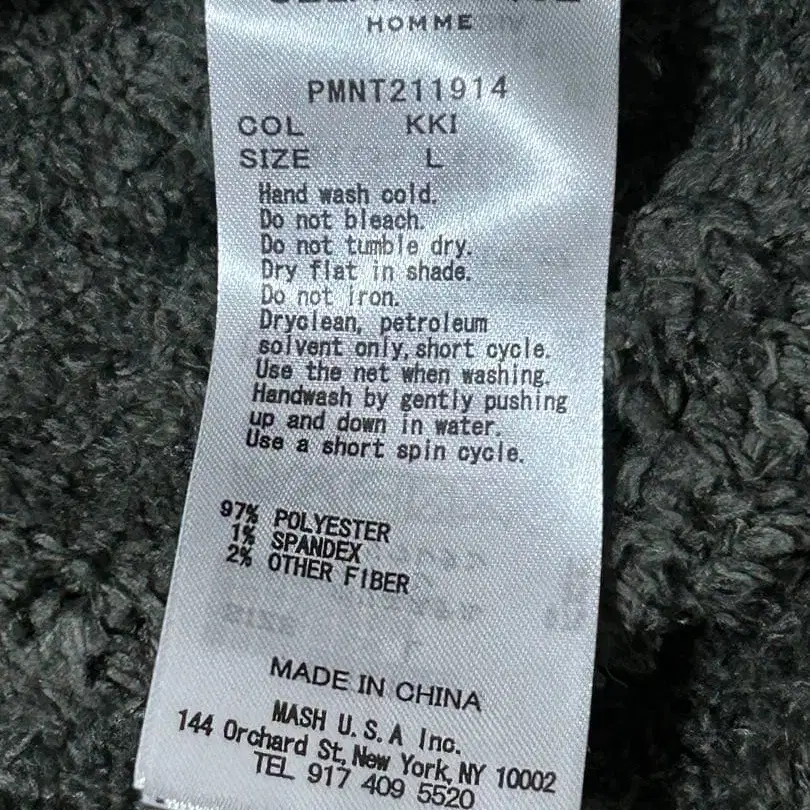 HOMME
PMNT211914
COL KKI
SIZE L
Hand wash cold.
Do not bleach.
Do not tumble dry.
Dry flat in shade.
Do not iron.
Dryclean, petroleum
solvent only, short cycle.
Use the net when washing.
Handwash by gently pushing
up and down in water.
Use a short spin cycle.
97% POLYESTER
1% SPANDEX
2% OTHER FIBER
MADE IN CHINA
MASH U.S.A Inc.
144 Orchard St, New York, NY 10002
TEL 917 409 5520